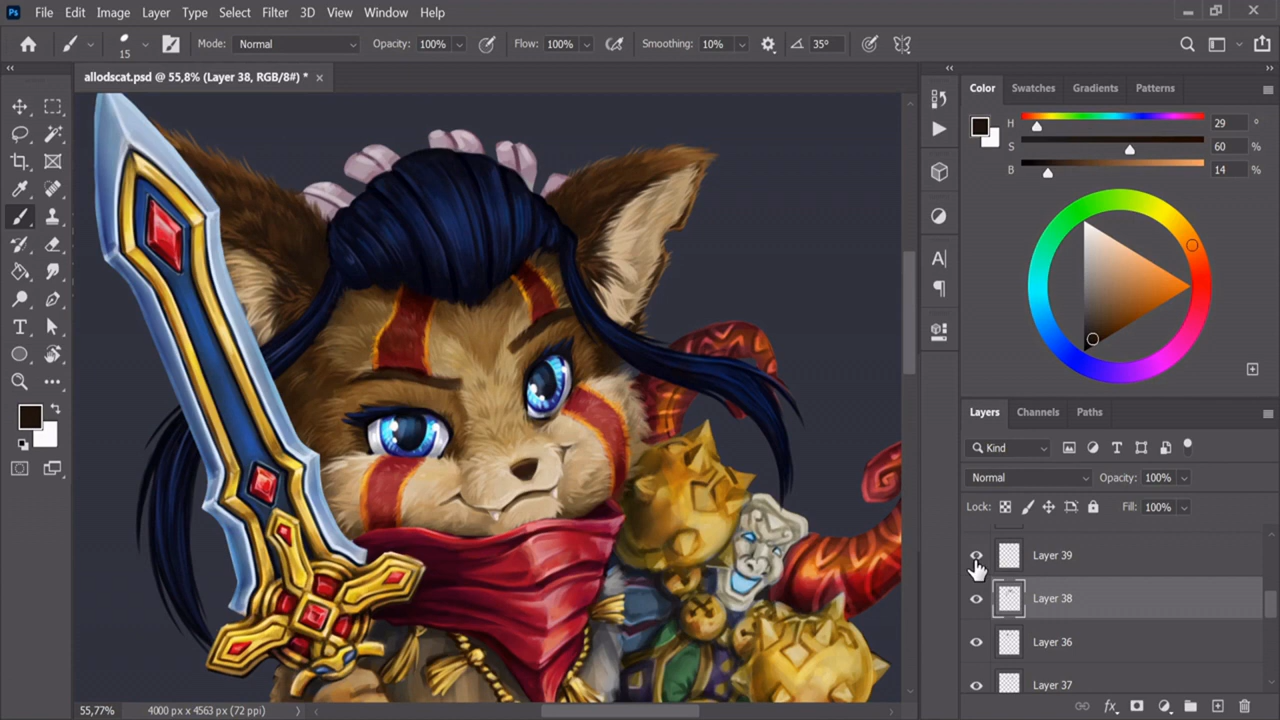 Ps File Edit Image Layer Type Select Filter 3D View Window Help
15 Mode: Normal Opacity: 100% Flow: 100% Smoothing: 10% 35°
allodscat.psd @ 55,8% (Layer 38, RGB/8#) * ×
Color Swatches Gradients Patterns
H 29 °
S 60 %
B 14 %
Layers Channels Paths
Kind
Normal Opacity: 100%
Lock: Fill: 100%
Layer 39
Layer 38
Layer 36
Layer 37
55,77% 4000 px x 4563 px (72 ppi)